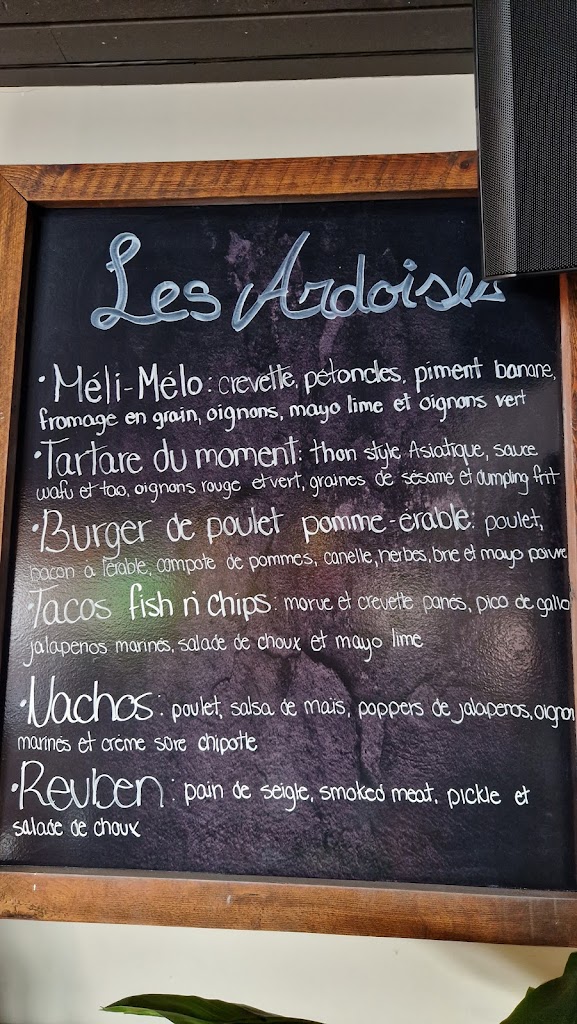 Les Ardoises
• Méli-Mélo: crevette, pétoncles, piment banane,
fromage en grain, oignons, mayo lime et oignons vert
• Tartare du moment: thon style Asiatique, sauce
wafu et tao, oignons rouge et vert, graines de sésame et dumpling frit
• Burger de poulet pomme-érable: poulet,
bacon a l'érable, compote de pommes, canelle, herbes, brie et mayo poivre
• Tacos fish n' chips: morue et crevette panés, pico de gallo
jalapenos marinés, salade de choux et mayo lime
• Nachos: poulet, salsa de mais, poppers de jalapenos, oignon
marinés et crème sure chipotle
• Reuben: pain de seigle, smoked meat, pickle et
salade de choux